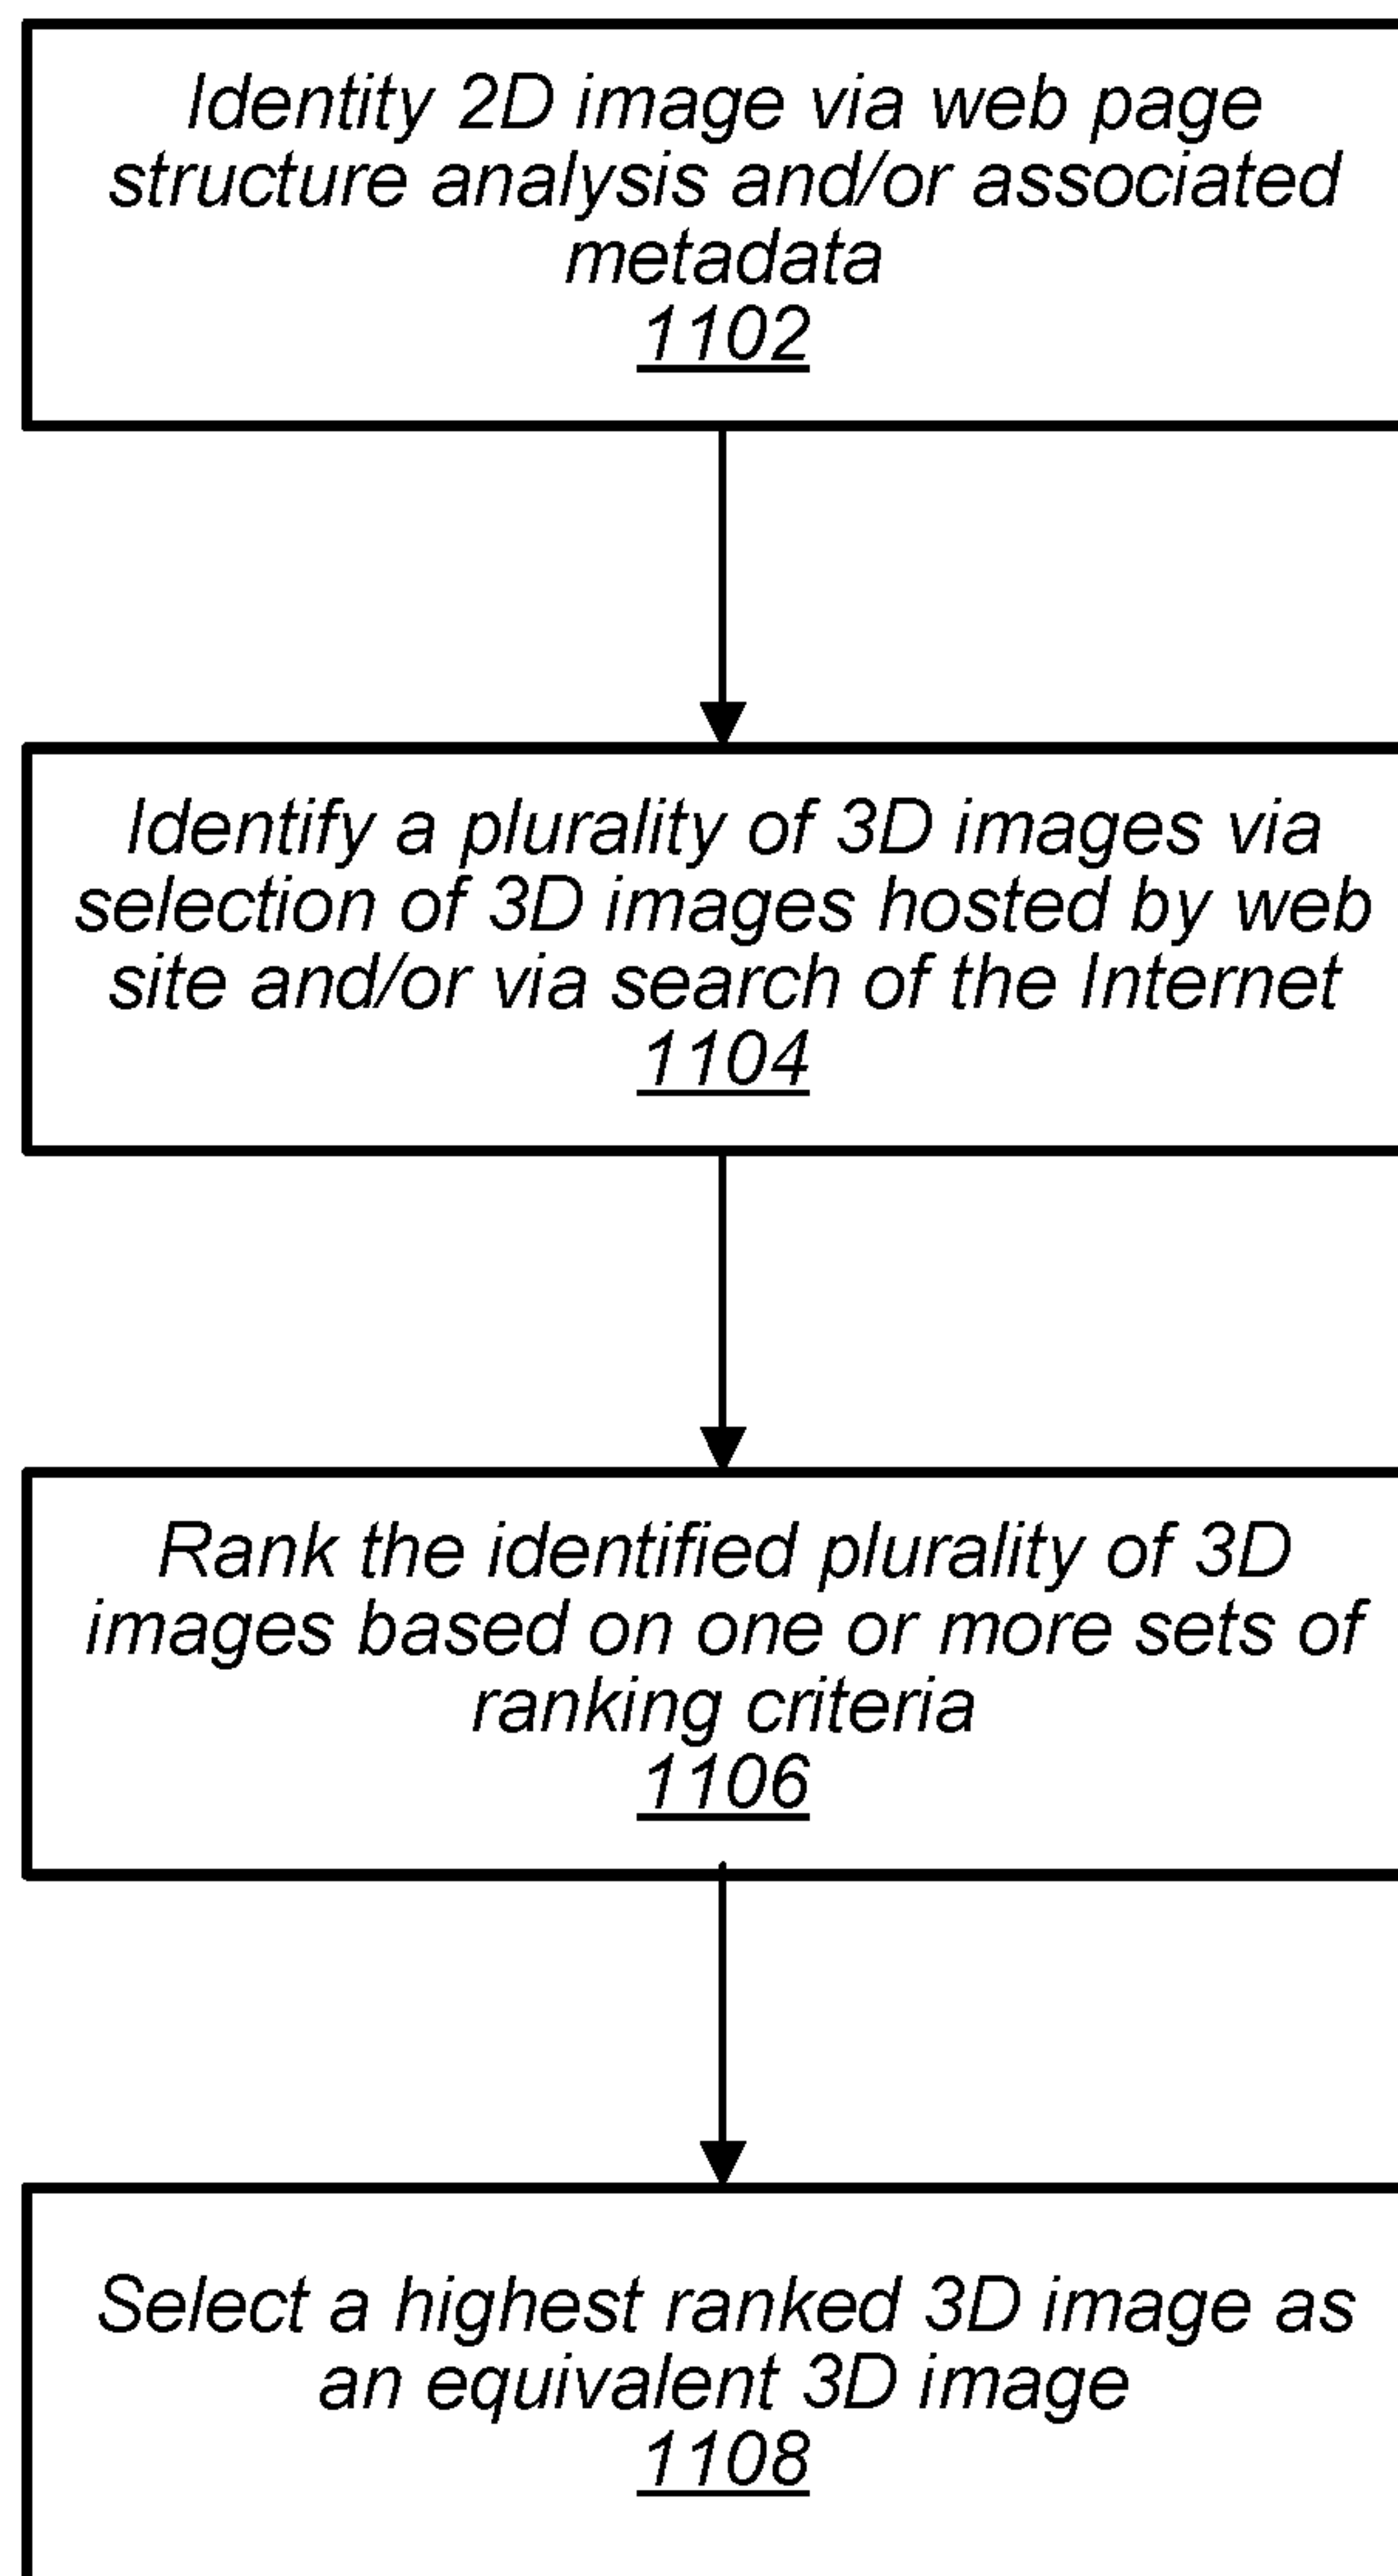 Identity 2D image via web page
structure analysis and/or associated
metadata
1102
Identify a plurality of 3D images via
selection of 3D images hosted by web
site and/or via search of the Internet
1104
Rank the identified plurality of 3D
images based on one or more sets of
ranking criteria
1106
Select a highest ranked 3D image as
an equivalent 3D image
1108